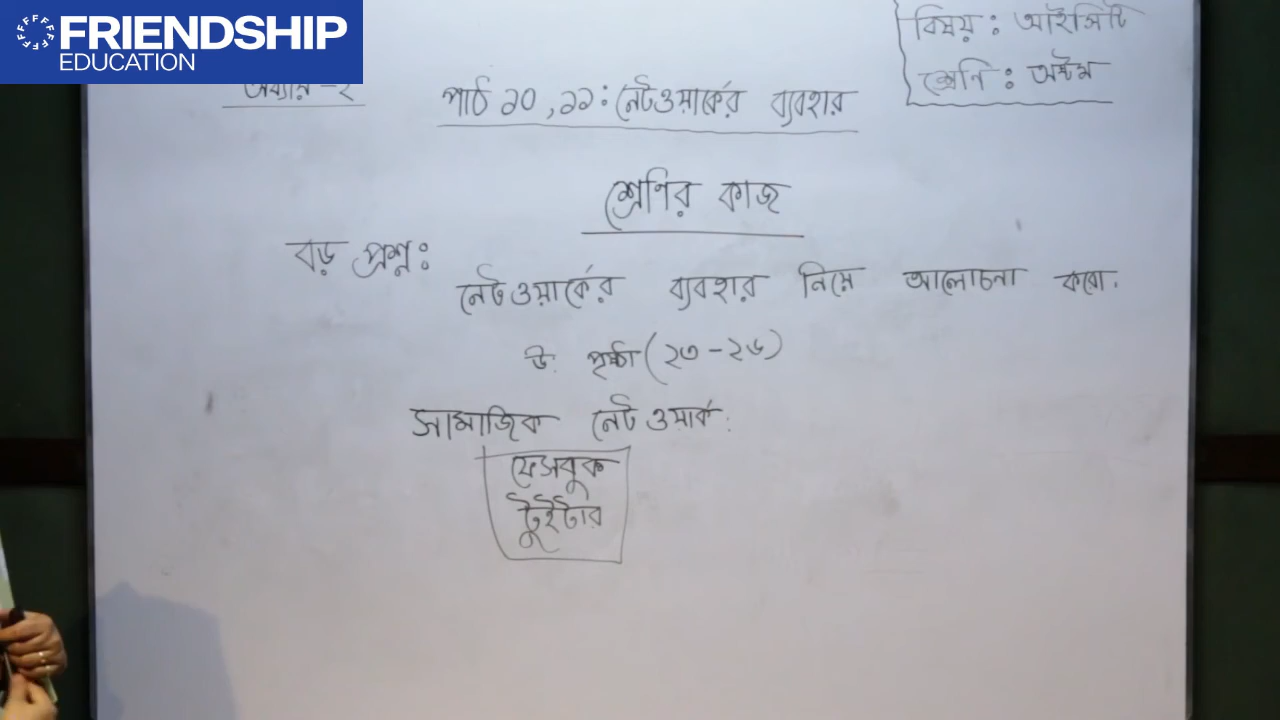 FRIENDSHIP
EDUCATION
বিষয় : আইসিটি
শ্রেণি : অষ্টম
অধ্যায় -২
পাঠ ১০,১১ : নেটওয়ার্কের ব্যবহার
শ্রেণির কাজ
বড় প্রশ্ন :
নেটওয়ার্কের ব্যবহার নিয়ে আলোচনা করো.
উ: পৃষ্ঠা (২৩-২৬)
সামাজিক নেটওয়ার্ক:
ফেসবুক
টুইটার